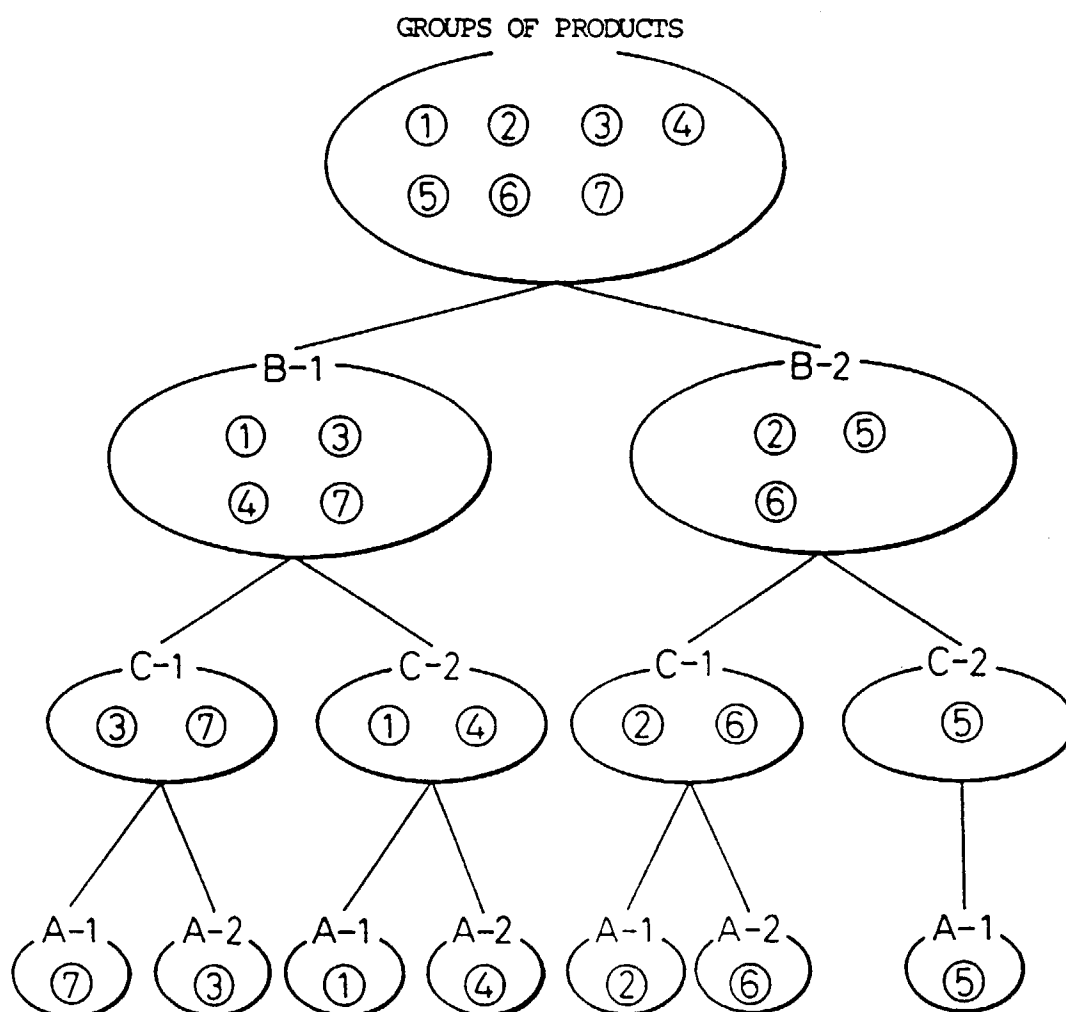 GROUPS OF PRODUCTS
① ② ③ ④
⑤ ⑥ ⑦
B-1 B-2
① ③ ② ⑤
④ ⑦ ⑥
C-1 C-2 C-1 C-2
③ ⑦ ① ④ ② ⑥ ⑤
A-1 A-2 A-1 A-2 A-1 A-2 A-1
⑦ ③ ① ④ ② ⑥ ⑤